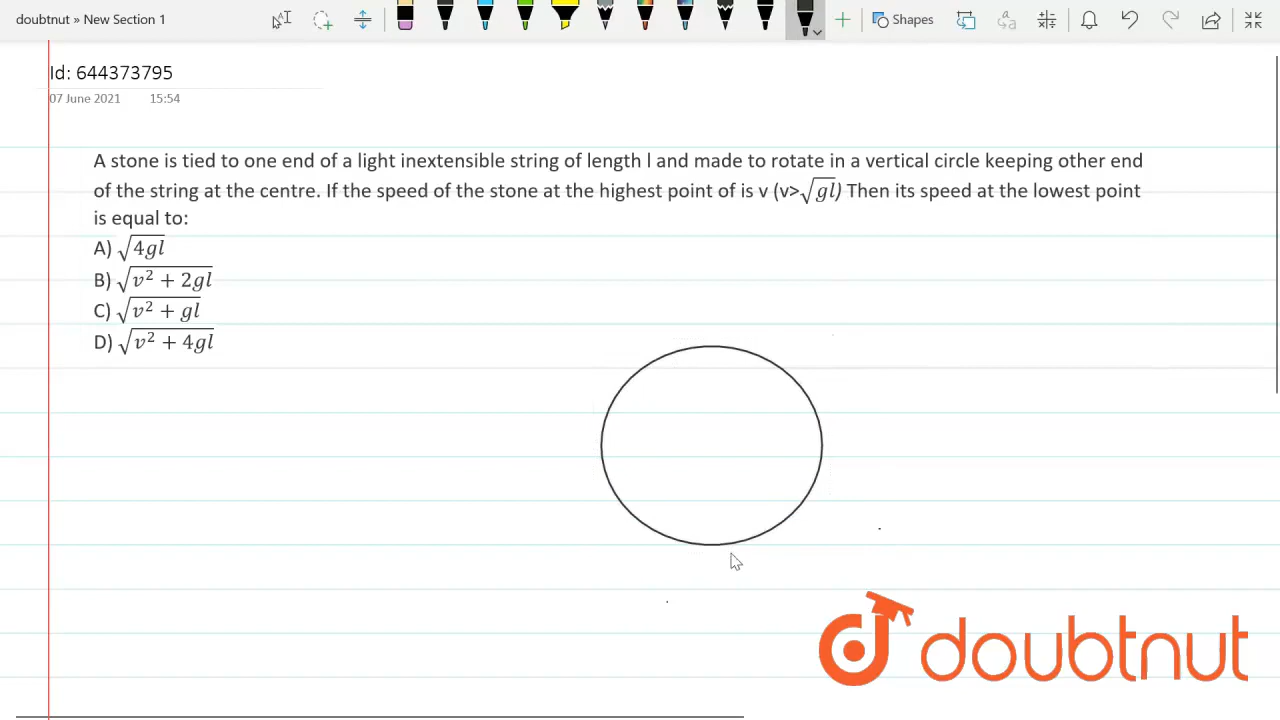 doubtnut » New Section 1
Shapes
Id: 644373795
07 June 2021 15:54
A stone is tied to one end of a light inextensible string of length l and made to rotate in a vertical circle keeping other end
of the string at the centre. If the speed of the stone at the highest point of is v (v>√gl) Then its speed at the lowest point
is equal to:
A) √4gl
B) √v² + 2gl
C) √v² + gl
D) √v² + 4gl
doubtnut